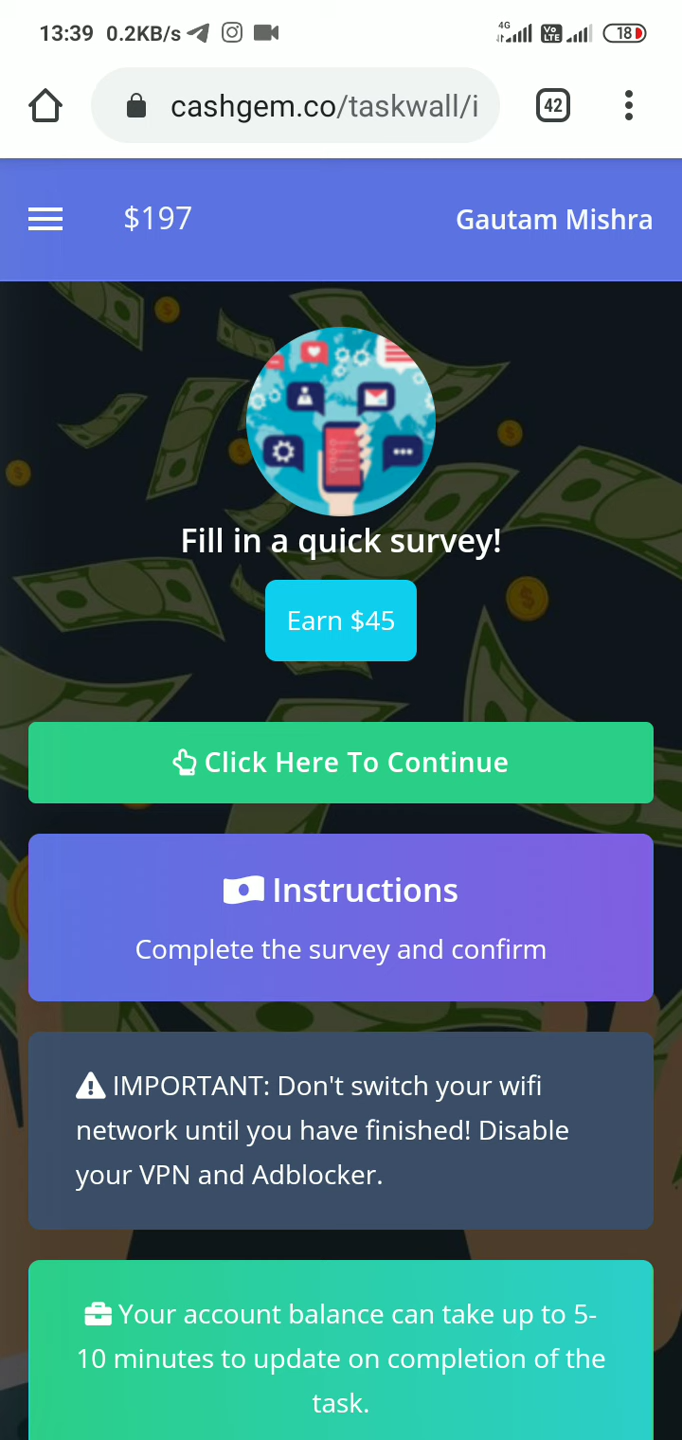 13:39 0.2KB/s 4G Vo LTE 18
cashgem.co/taskwall/i 42
$197 Gautam Mishra
Fill in a quick survey!
Earn $45
Click Here To Continue
Instructions
Complete the survey and confirm
IMPORTANT: Don't switch your wifi
network until you have finished! Disable
your VPN and Adblocker.
Your account balance can take up to 5-
10 minutes to update on completion of the
task.